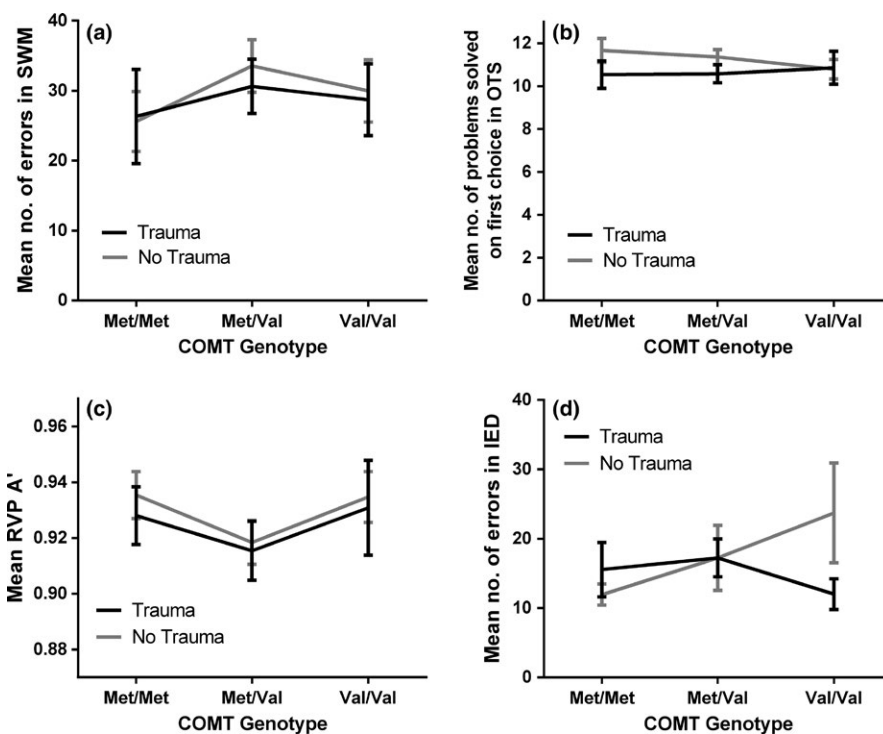 (a)
Mean no. of errors in SWM
40
30
20
10
0
Trauma
No Trauma
Met/Met Met/Val Val/Val
COMT Genotype
(b)
Mean no. of problems solved
on first choice in OTS
12
10
8
6
4
2
0
Trauma
No Trauma
Met/Met Met/Val Val/Val
COMT Genotype
(c)
Mean RVP A'
0.96
0.94
0.92
0.90
0.88
Trauma
No Trauma
Met/Met Met/Val Val/Val
COMT Genotype
(d)
Mean no. of errors in IED
40
30
20
10
0
Trauma
No Trauma
Met/Met Met/Val Val/Val
COMT Genotype